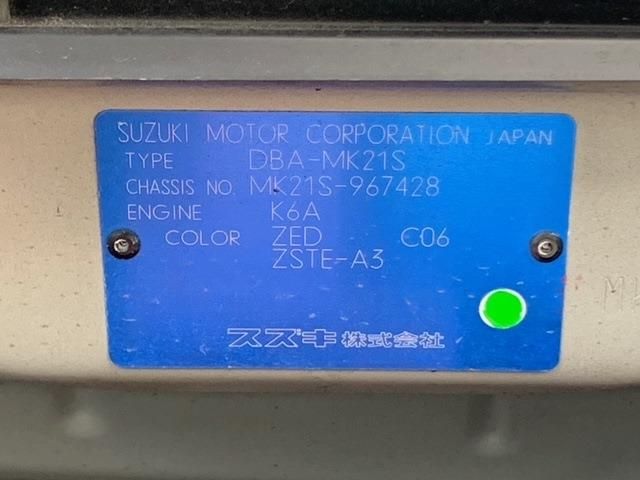 SUZUKI MOTOR CORPORATION JAPAN
TYPE DBA-MK21S
CHASSIS NO. MK21S-967428
ENGINE K6A
COLOR ZED C06
ZSTE-A3
スズキ株式会社